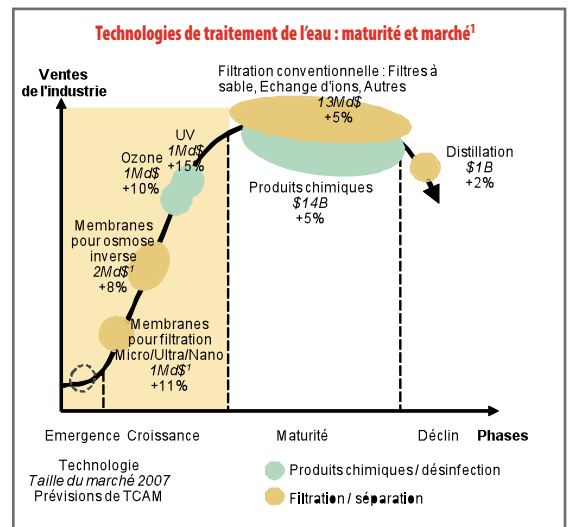 Technologies de traitement de l'eau : maturité et marché1
Ventes
de l'industrie
Filtration conventionnelle : Filtres à
sable, Echange d'ions, Autres
13Md$
+5%
UV
1Md$
+15%
Ozone
1Md$
+10%
Distillation
$1B
+2%
Produits chimiques
$14B
+5%
Membranes
pour osmose
inverse
2Md$1
+8%
Membranes
pour filtration
Micro/Ultra/Nano
1Md$1
+11%
Emergence Croissance Maturité Déclin Phases
Technologie
Taille du marché 2007
Prévisions de TCAM
Produits chimiques / désinfection
Filtration / séparation